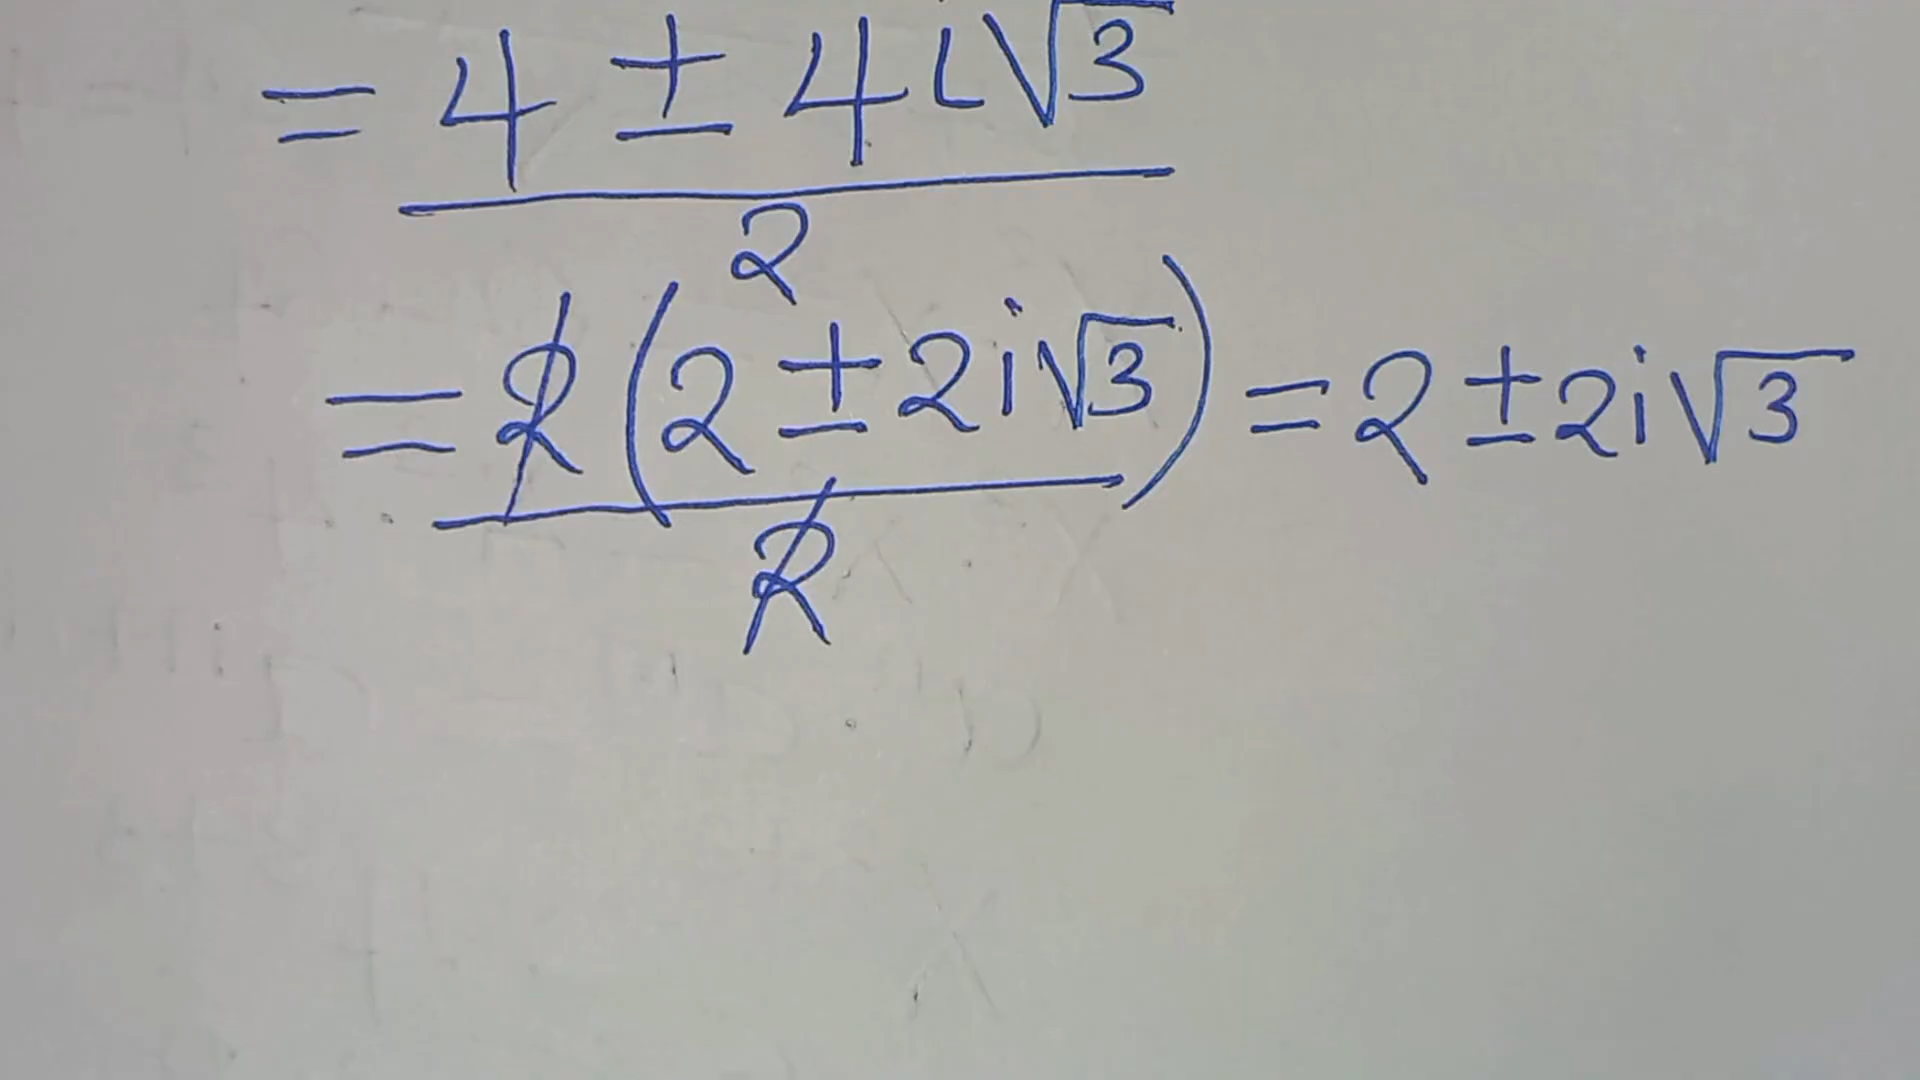 = 4 ± 4i√3 / 2
= 2(2 ± 2i√3) / 2 = 2 ± 2i√3